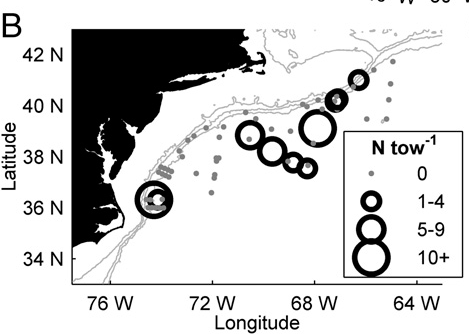 B
42 N
40 N
38 N
36 N
34 N
Latitude
76 W
72 W
68 W
64 W
Longitude
N tow-1
0
1-4
5-9
10+